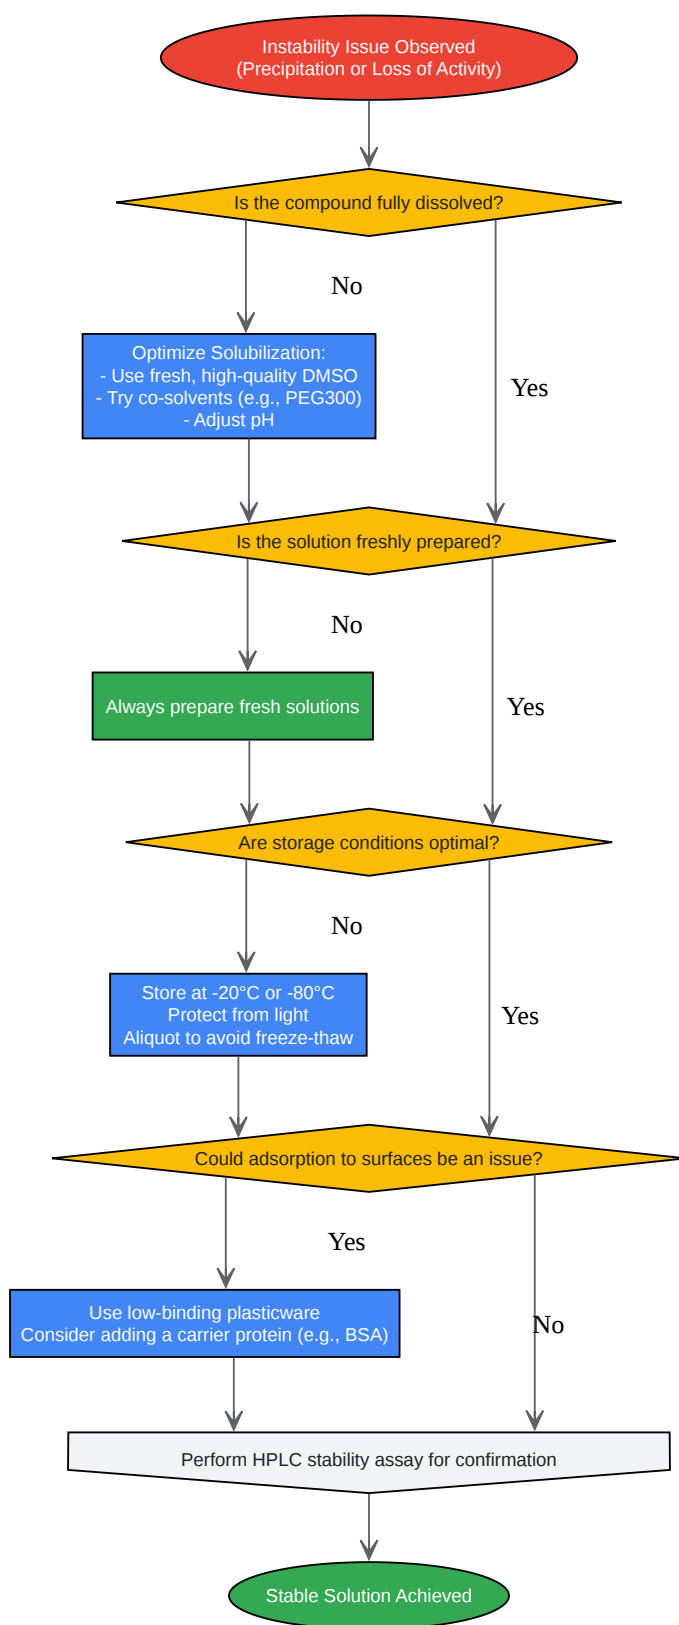 Instability Issue Observed
(Precipitation or Loss of Activity)
Is the compound fully dissolved?
No
Optimize Solubilization:
- Use fresh, high-quality DMSO
- Try co-solvents (e.g., PEG300)
- Adjust pH
Yes
Is the solution freshly prepared?
No
Always prepare fresh solutions
Yes
Are storage conditions optimal?
No
Store at -20°C or -80°C
Protect from light
Aliquot to avoid freeze-thaw
Yes
Could adsorption to surfaces be an issue?
Yes
Use low-binding plasticware
Consider adding a carrier protein (e.g., BSA)
No
Perform HPLC stability assay for confirmation
Stable Solution Achieved